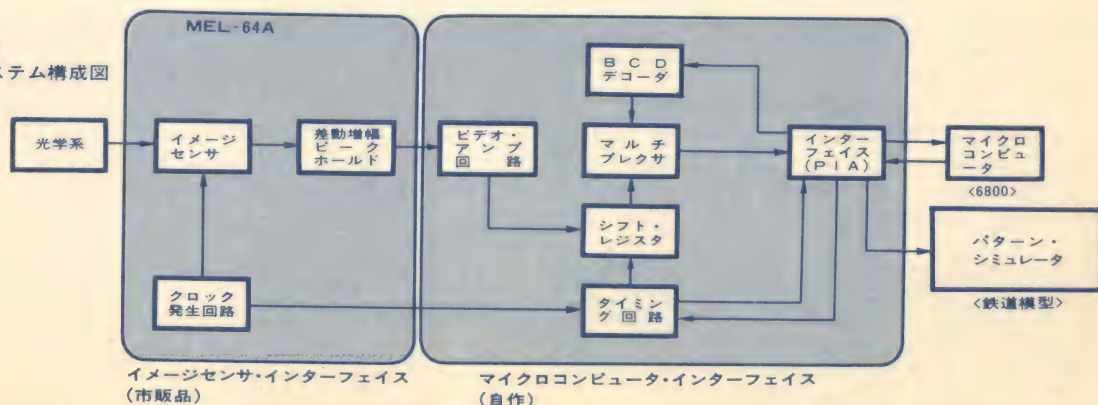 MEL-64A
ステム構成図
光学系
イメージ
センサ
差動増幅
ピーク
ホールド
クロック
発生回路
イメージセンサ・インターフェイス
(市販品)
ビデオ・
アンプ
回路
BCD
デコーダ
マルチ
プレクサ
シフト・
レジスタ
タイミン
グ回路
インター
フェイス
(PIA)
マイクロコンピュータ・インターフェイス
(自作)
マイクロ
コンピュ
ータ
<6800>
パターン・
シミュレータ
<鉄道模型>